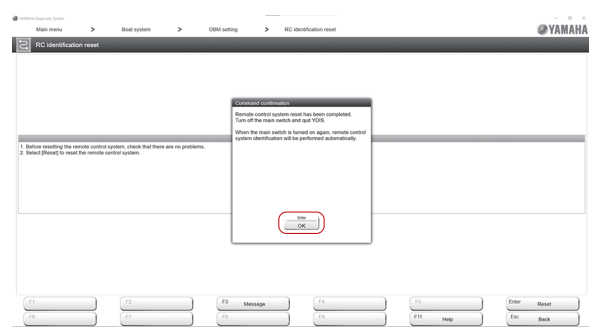 YAMAHA Diagnostic System
Main menu > Boat system > OBM setting > RC identification reset
YAMAHA
RC identification reset
Command confirmation
Remote control system reset has been completed.
Turn off the main switch and quit YDIS.
When the main switch is turned on again, remote control
system identification will be performed automatically.
1. Before resetting the remote control system, check that there are no problems.
2. Select [Reset] to reset the remote control system.
Enter
OK
F1 F2 F3 Message F4 F5 Enter Reset
F6 F7 F8 F9 F11 Help Esc Back